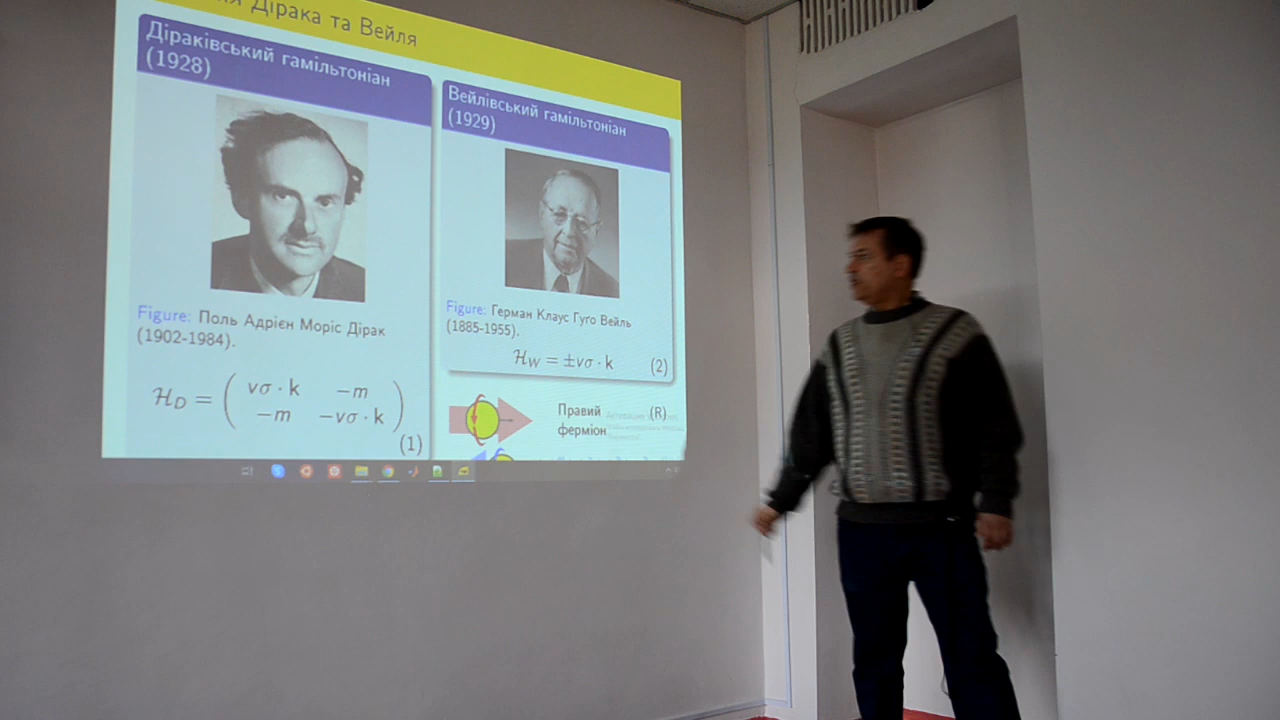 Дірака та Вейля
Діраківський гамільтоніан
(1928)
Figure: Поль Адрієн Моріс Дірак
(1902-1984).
ℋ_D = ( vσ · k  −m
−m  −vσ · k )
(1)
Вейлівський гамільтоніан
(1929)
Figure: Герман Клаус Гуґо Вейль
(1885-1955).
ℋ_W = ±vσ · k (2)
Правий (R)
ферміон